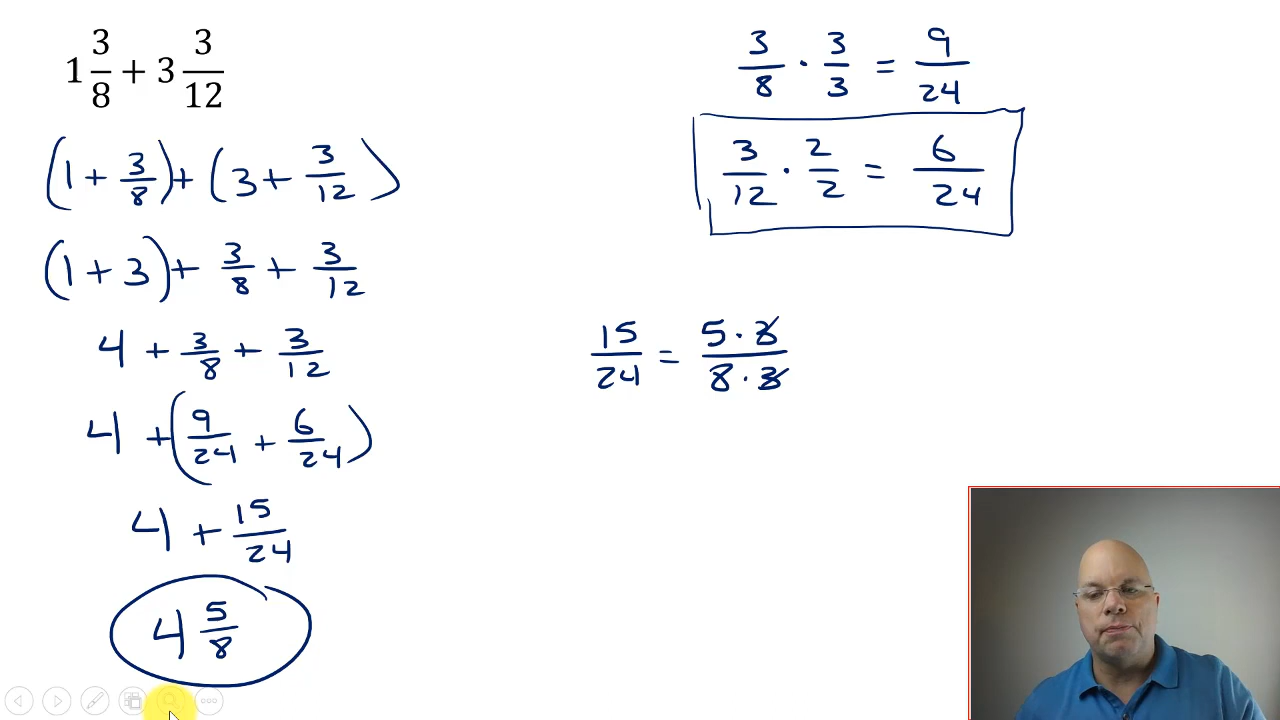 1 3/8 + 3 3/12
(1 + 3/8) + (3 + 3/12)
(1 + 3) + 3/8 + 3/12
4 + 3/8 + 3/12
4 + (9/24 + 6/24)
4 + 15/24
4 5/8
3/8 · 3/3 = 9/24
3/12 · 2/2 = 6/24
15/24 = 5 · 3/8 · 3